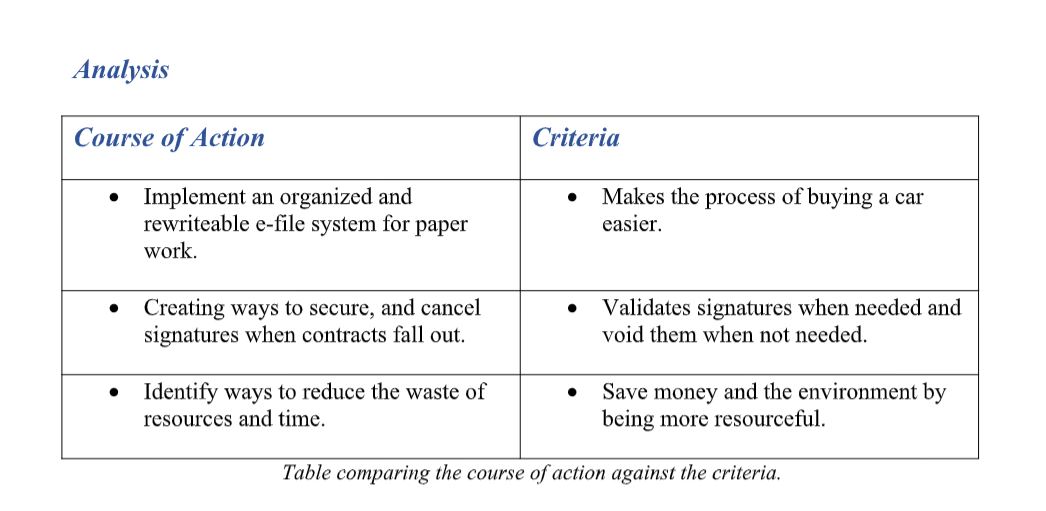 Analysis
Course of Action
Criteria
• Implement an organized and
rewriteable e-file system for paper
work.
• Makes the process of buying a car
easier.
• Creating ways to secure, and cancel
signatures when contracts fall out.
• Validates signatures when needed and
void them when not needed.
• Identify ways to reduce the waste of
resources and time.
• Save money and the environment by
being more resourceful.
Table comparing the course of action against the criteria.